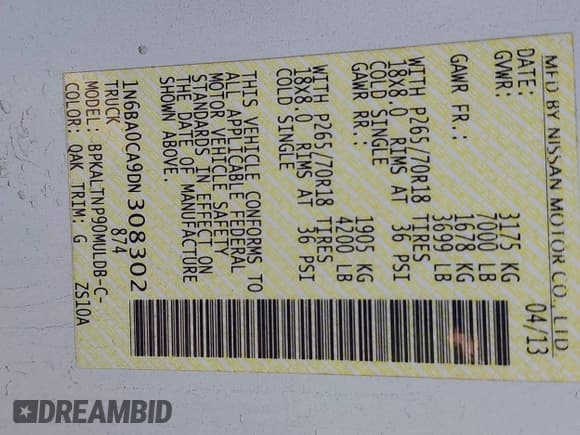 MFD BY NISSAN MOTOR CO., LTD
DATE: 04/13
GVWR: 3175 KG
7000 LB
GAWR FR.: 1678 KG
3699 LB
WITH P265/70R18 TIRES
18X8.0 RIMS AT 36 PSI
COLD SINGLE
GAWR RR.: 1905 KG
4200 LB
WITH P265/70R18 TIRES
18X8.0 RIMS AT 36 PSI
COLD SINGLE
THIS VEHICLE CONFORMS TO
ALL APPLICABLE FEDERAL
MOTOR VEHICLE SAFETY
STANDARDS IN EFFECT ON
THE DATE OF MANUFACTURE
SHOWN ABOVE.
1N6BA0CA9DN308302
TRUCK 874
MODEL: -BPKALTNP90MULDB-C-
COLOR: QAK TRIM: G ZS10A
DREAMBID